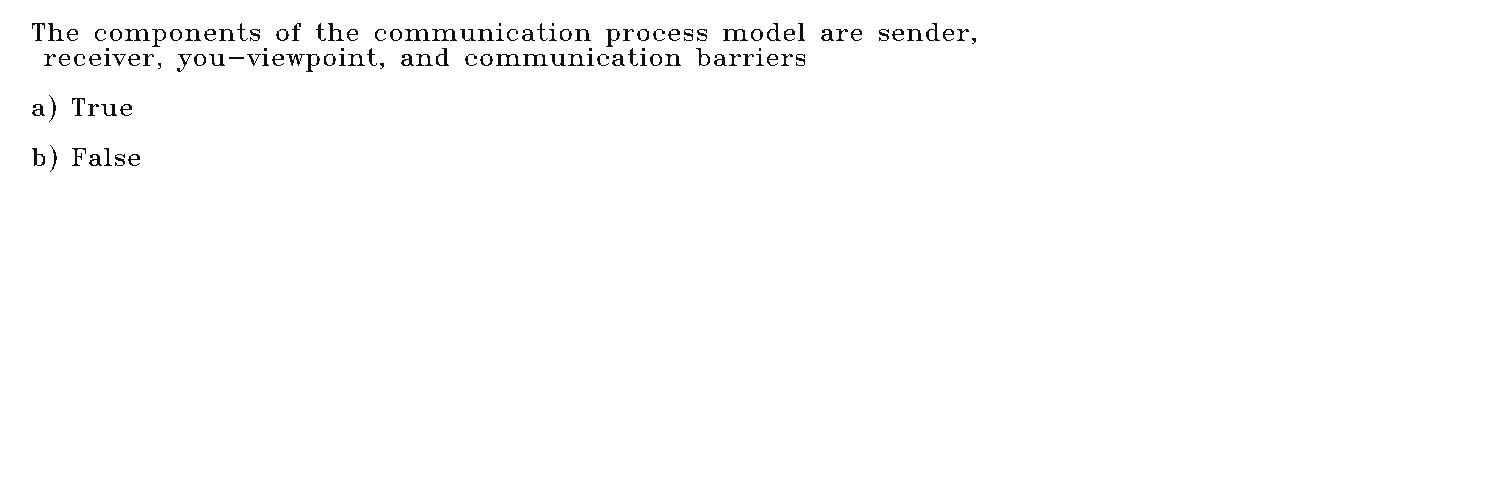 The components of the communication process model are sender,
receiver, you-viewpoint, and communication barriers
a) True
b) False